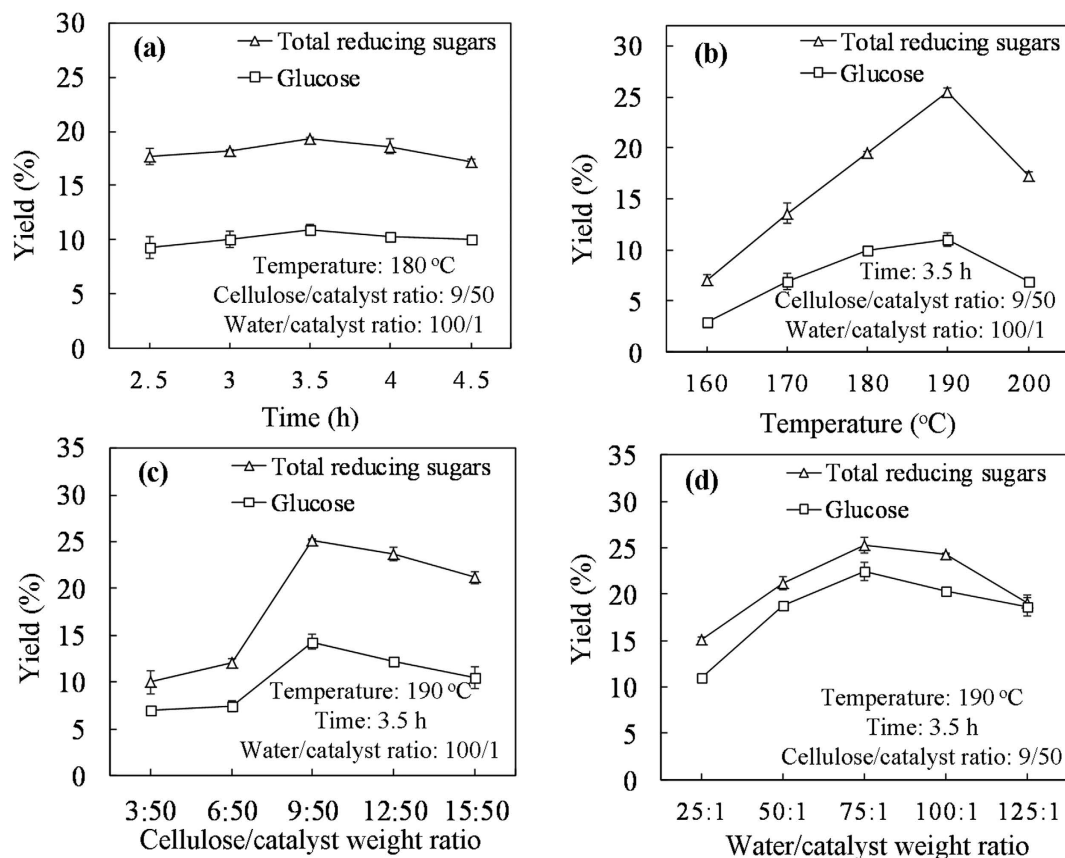 (a)
Total reducing sugars
Glucose
30
25
20
15
10
5
0
Yield (%)
Temperature: 180 °C
Cellulose/catalyst ratio: 9/50
Water/catalyst ratio: 100/1
2.5 3 3.5 4 4.5
Time (h)
(b)
Total reducing sugars
Glucose
30
25
20
15
10
5
0
Yield (%)
Time: 3.5 h
Cellulose/catalyst ratio: 9/50
Water/catalyst ratio: 100/1
160 170 180 190 200
Temperature (°C)
(c)
Total reducing sugars
Glucose
35
30
25
20
15
10
5
0
Yield (%)
Temperature: 190 °C
Time: 3.5 h
Water/catalyst ratio: 100/1
3:50 6:50 9:50 12:50 15:50
Cellulose/catalyst weight ratio
(d)
Total reducing sugars
Glucose
35
30
25
20
15
10
5
0
Yield (%)
Temperature: 190 °C
Time: 3.5 h
Cellulose/catalyst ratio: 9/50
25:1 50:1 75:1 100:1 125:1
Water/catalyst weight ratio